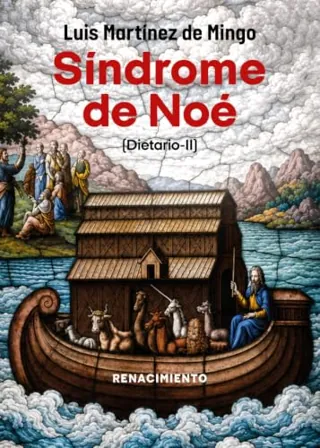 Luis Martínez de Mingo
Síndrome
de Noé
(Dietario-II)
RENACIMIENTO